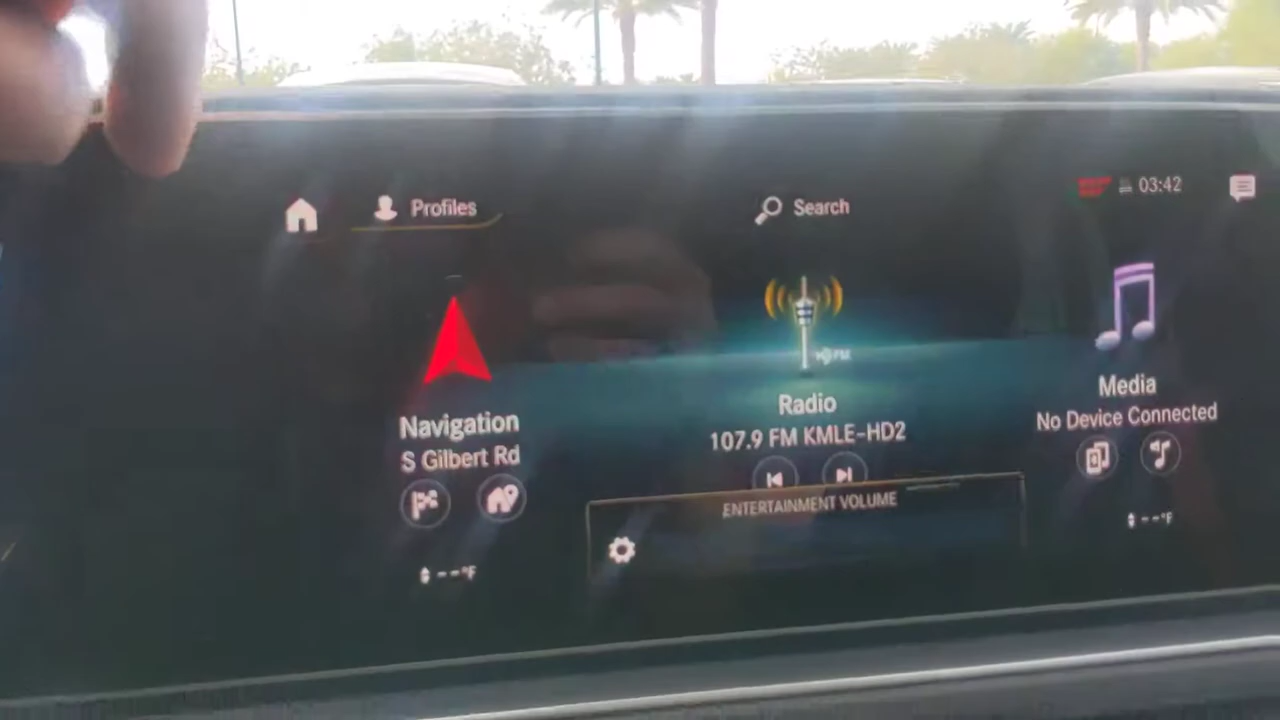 Profiles
Search
03:42
Navigation
S Gilbert Rd
Radio
107.9 FM KMLE-HD2
Media
No Device Connected
ENTERTAINMENT VOLUME
--°F
--°F